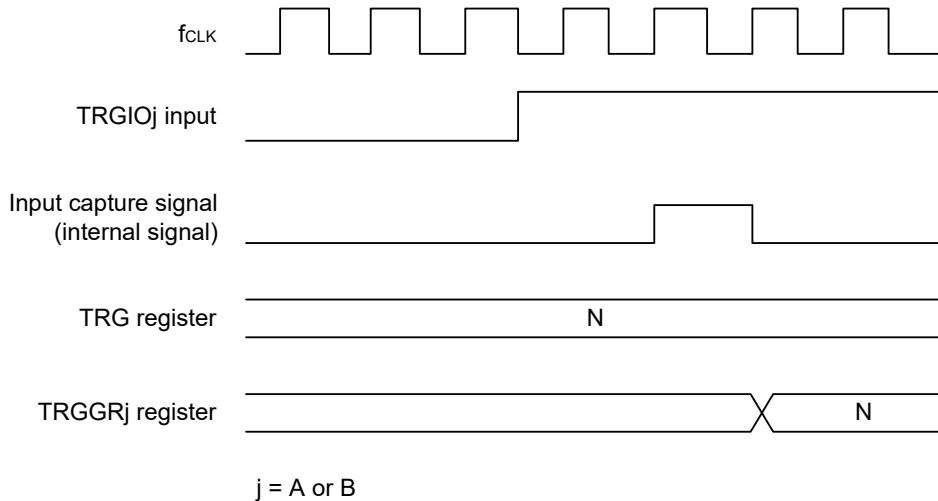 fCLK
TRGIOj input
Input capture signal
(internal signal)
TRG register
N
TRGGRj register
N
j = A or B